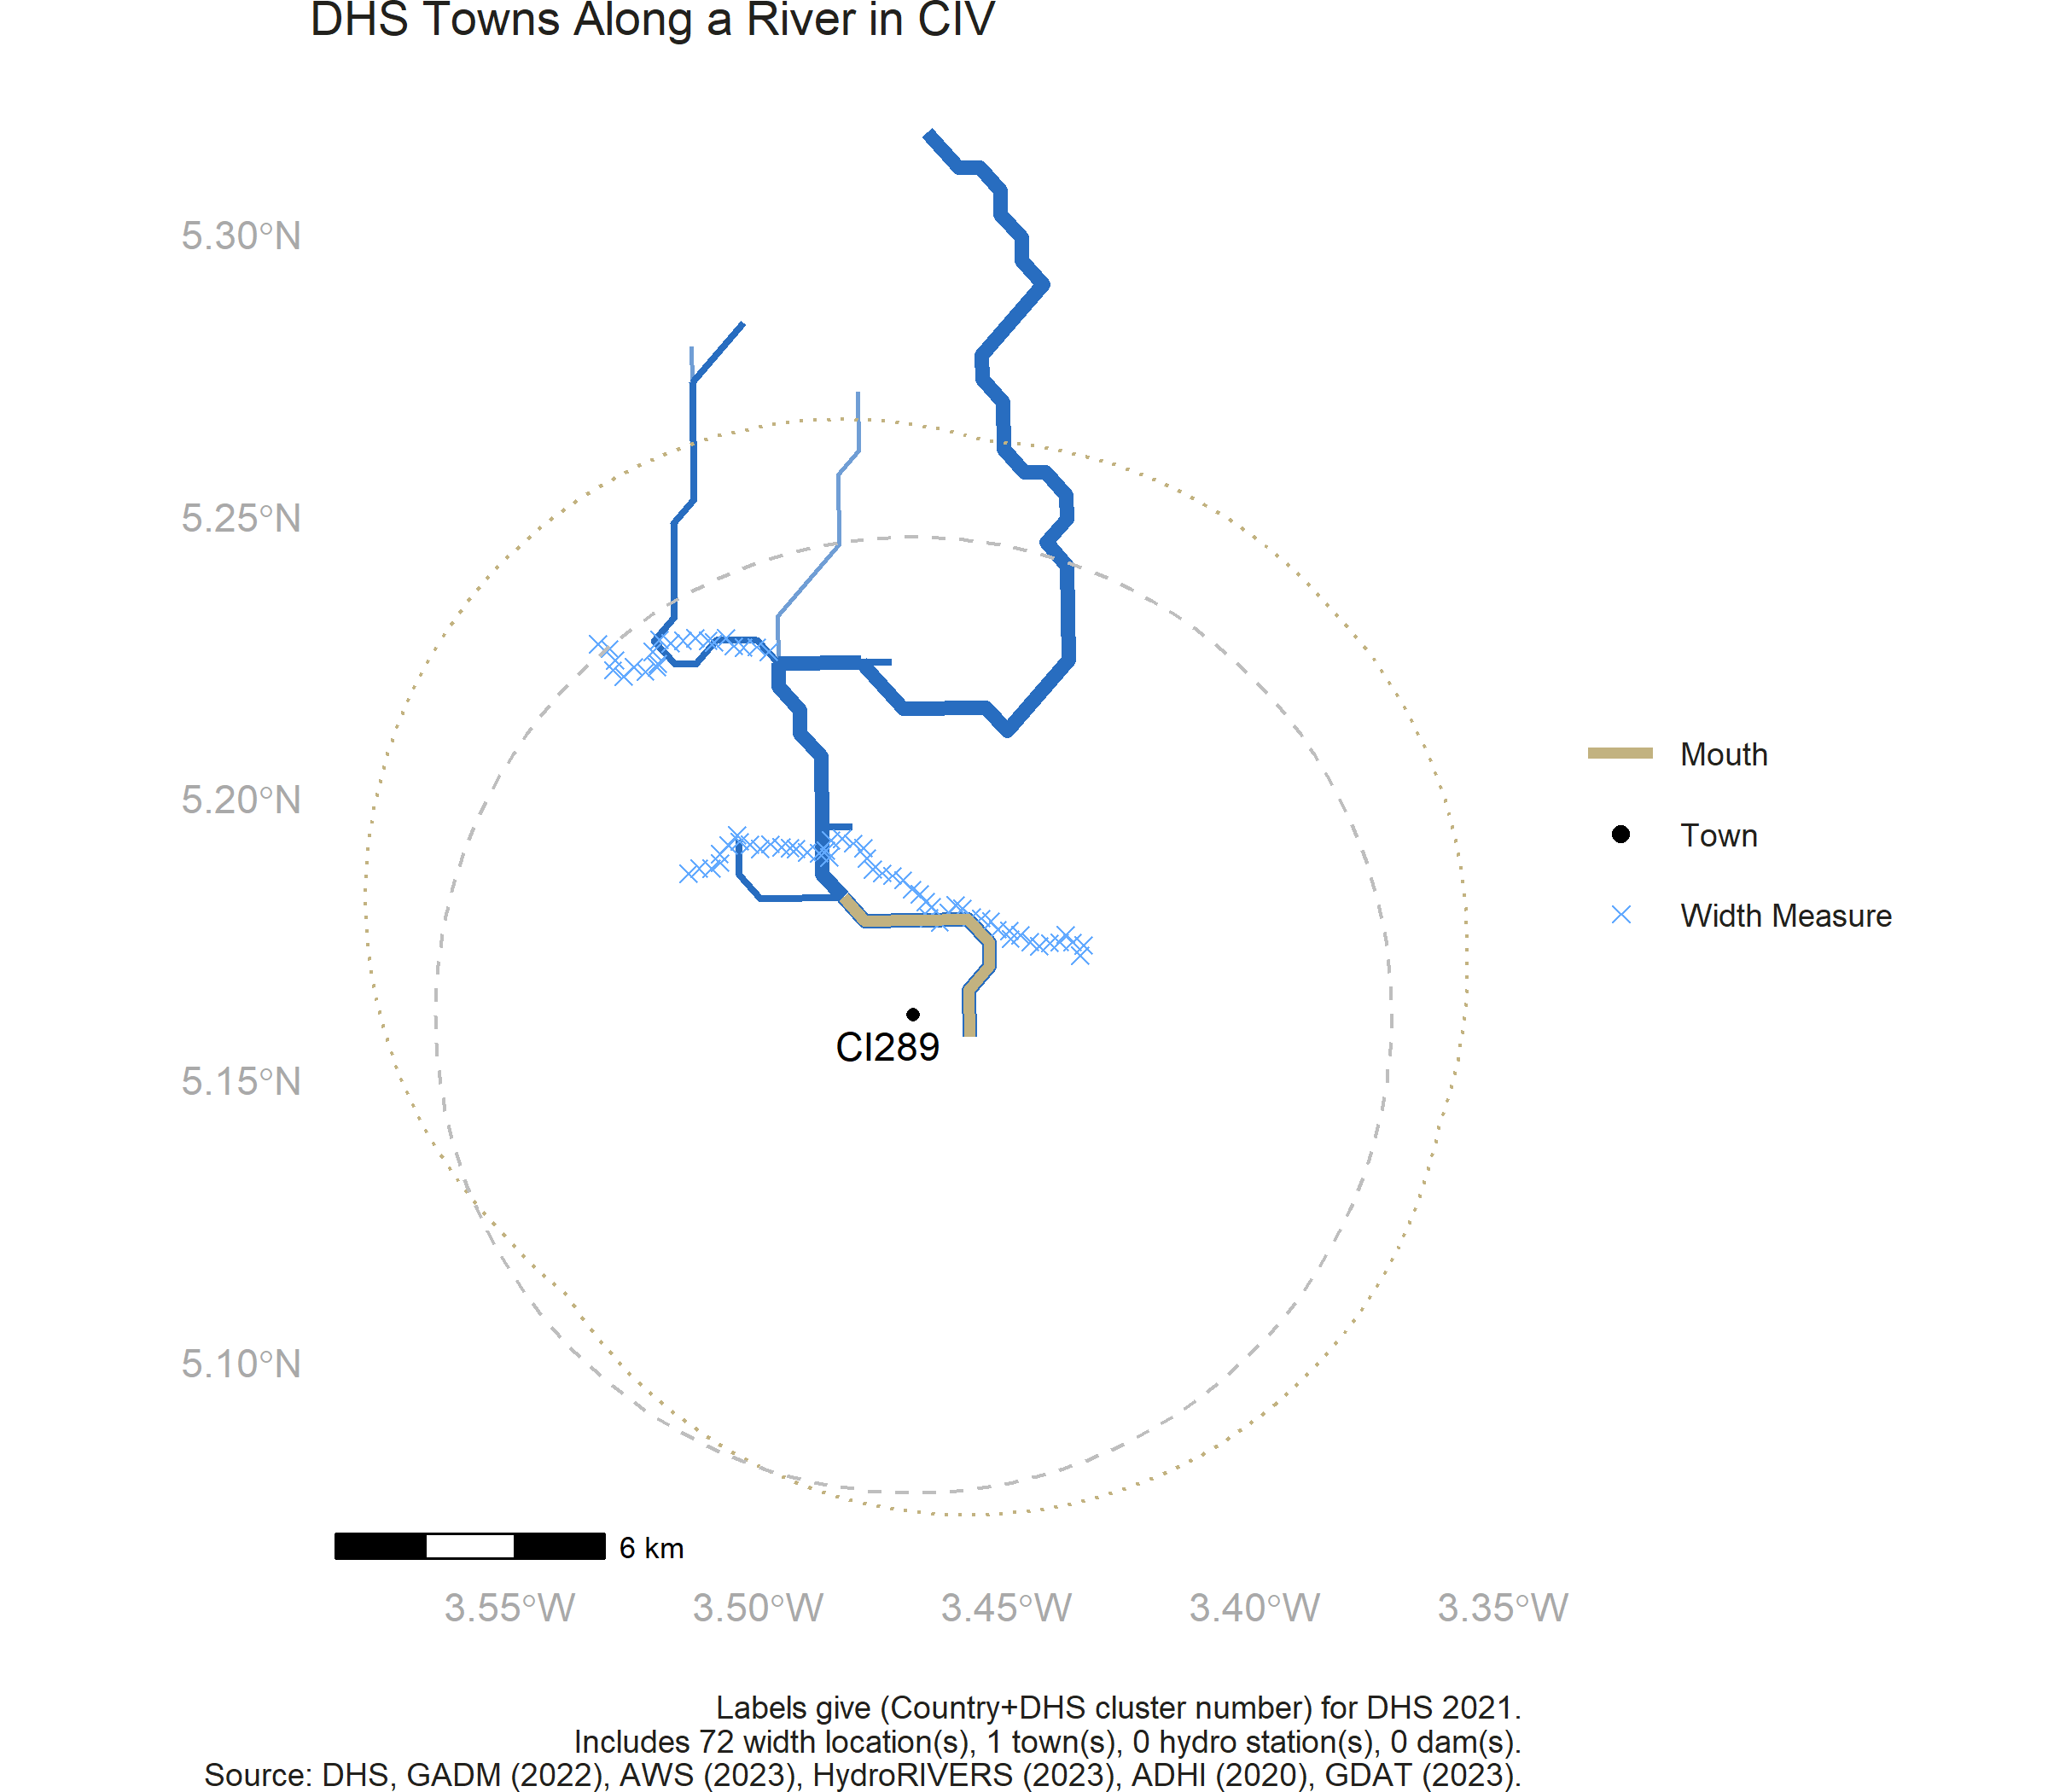 DHS Towns Along a River in CIV
5.30°N
5.25°N
5.20°N
5.15°N
5.10°N
Mouth
Town
Width Measure
CI289
6 km
3.55°W
3.50°W
3.45°W
3.40°W
3.35°W
Labels give (Country+DHS cluster number) for DHS 2021.
Includes 72 width location(s), 1 town(s), 0 hydro station(s), 0 dam(s).
Source: DHS, GADM (2022), AWS (2023), HydroRIVERS (2023), ADHI (2020), GDAT (2023).